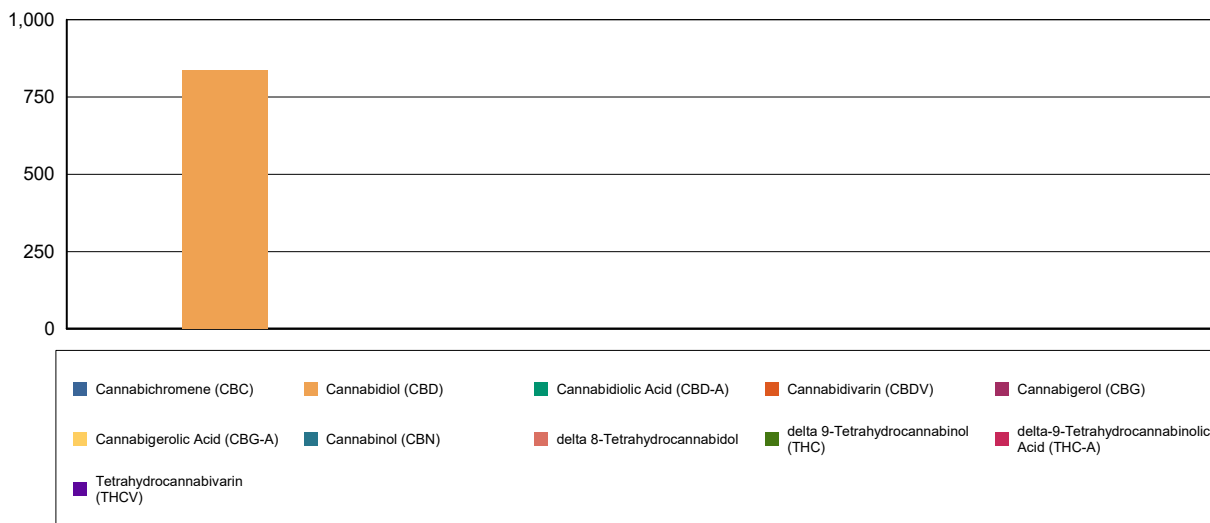 1,000
750
500
250
0
Cannabichromene (CBC)
Cannabidiol (CBD)
Cannabidiolic Acid (CBD-A)
Cannabidivarin (CBDV)
Cannabigerol (CBG)
Cannabigerolic Acid (CBG-A)
Cannabinol (CBN)
delta 8-Tetrahydrocannabidol
delta 9-Tetrahydrocannabinol
(THC)
delta-9-Tetrahydrocannabinolic
Acid (THC-A)
Tetrahydrocannabivarin
(THCV)